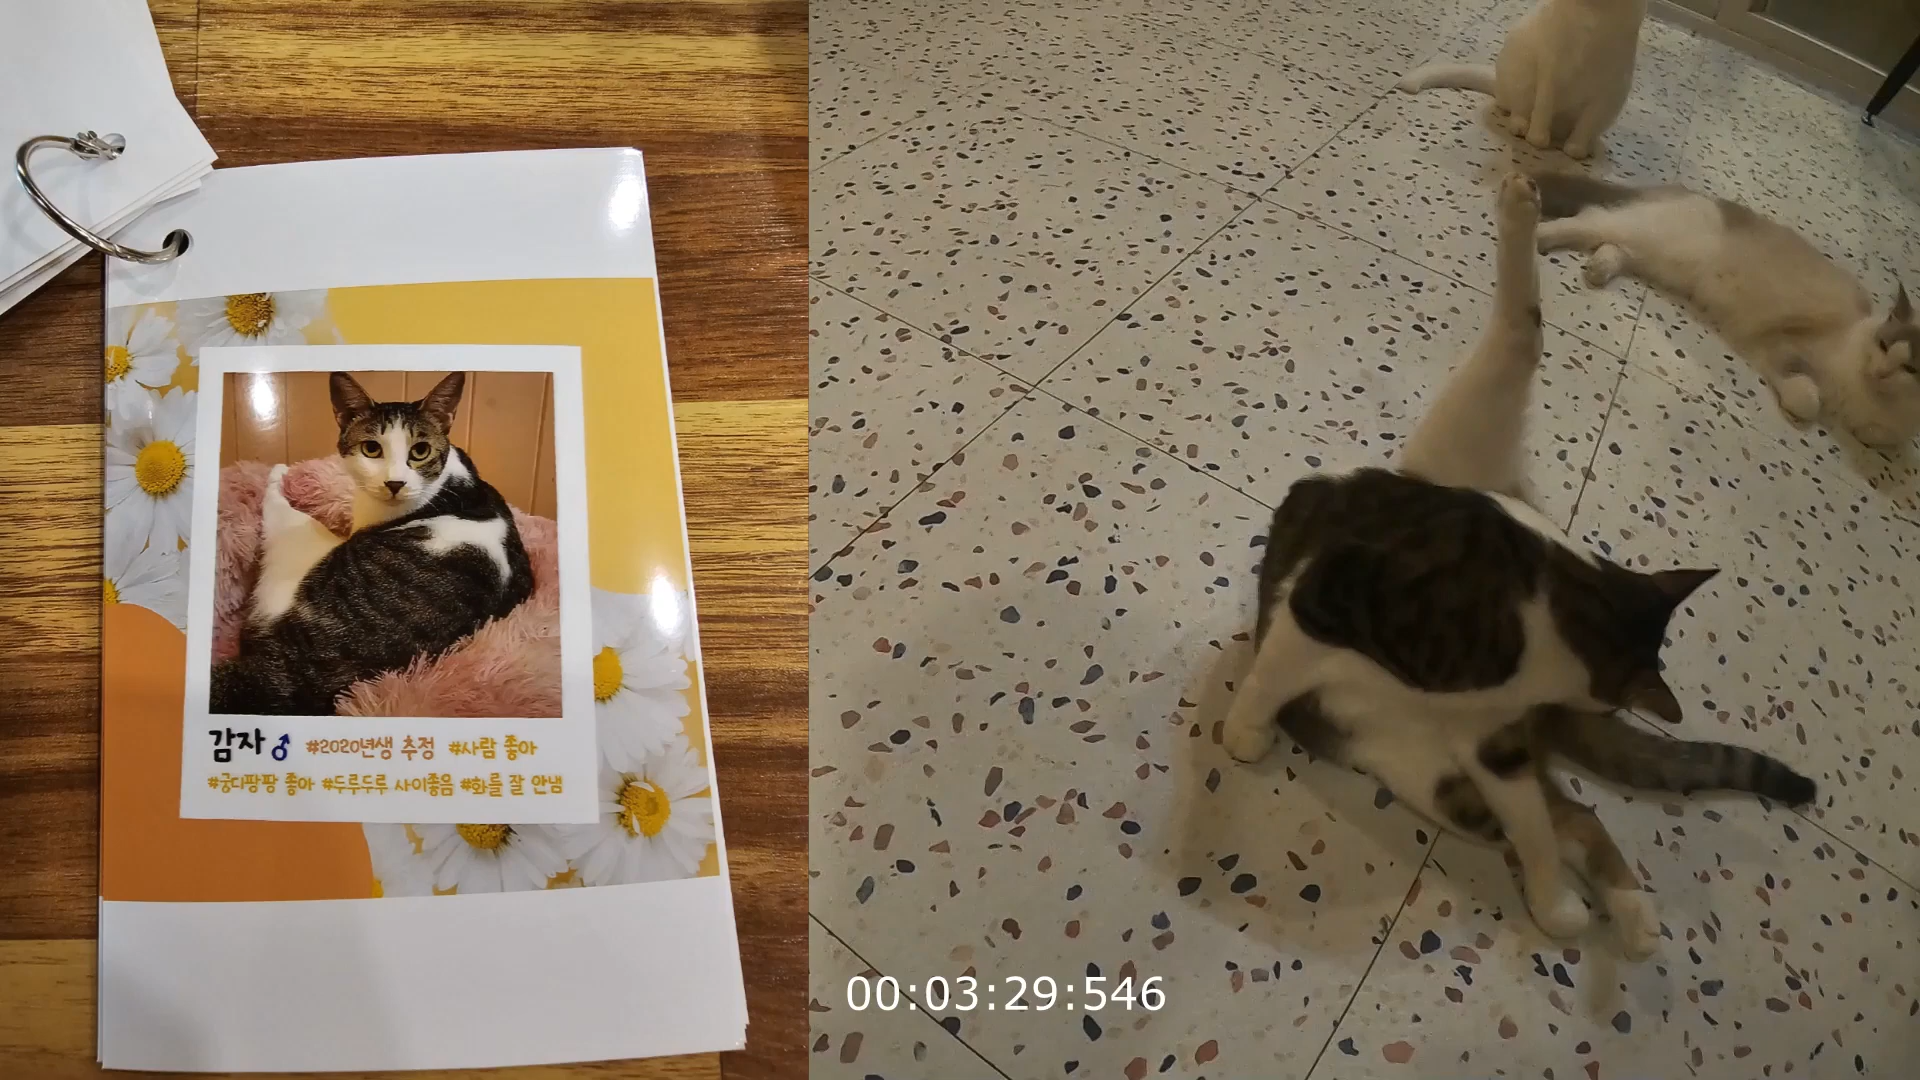 감자♂ #2020년생 추정 #사람 좋아
#궁디팡팡 좋아 #두루두루 사이좋음 #화를 잘 안냄
00:03:29:546